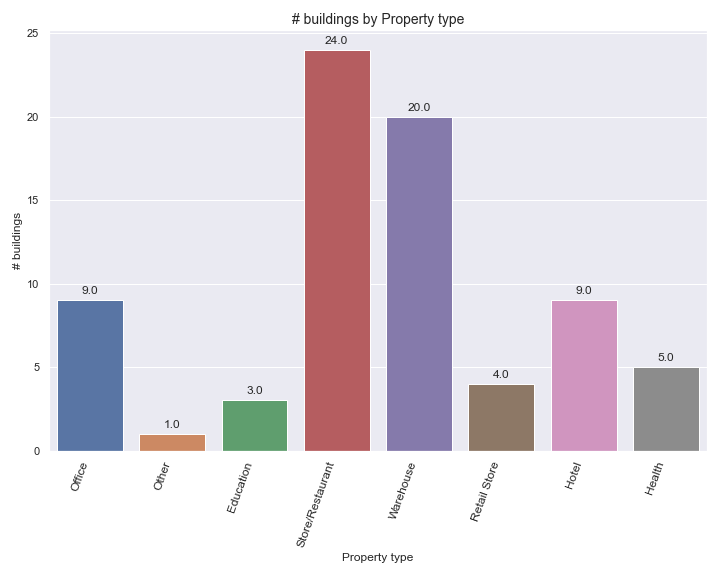 # buildings by Property type
# buildings
25
20
15
10
5
0
9.0
1.0
3.0
24.0
20.0
4.0
9.0
5.0
Office
Other
Education
Store/Restaurant
Warehouse
Retail Store
Hotel
Health
Property type